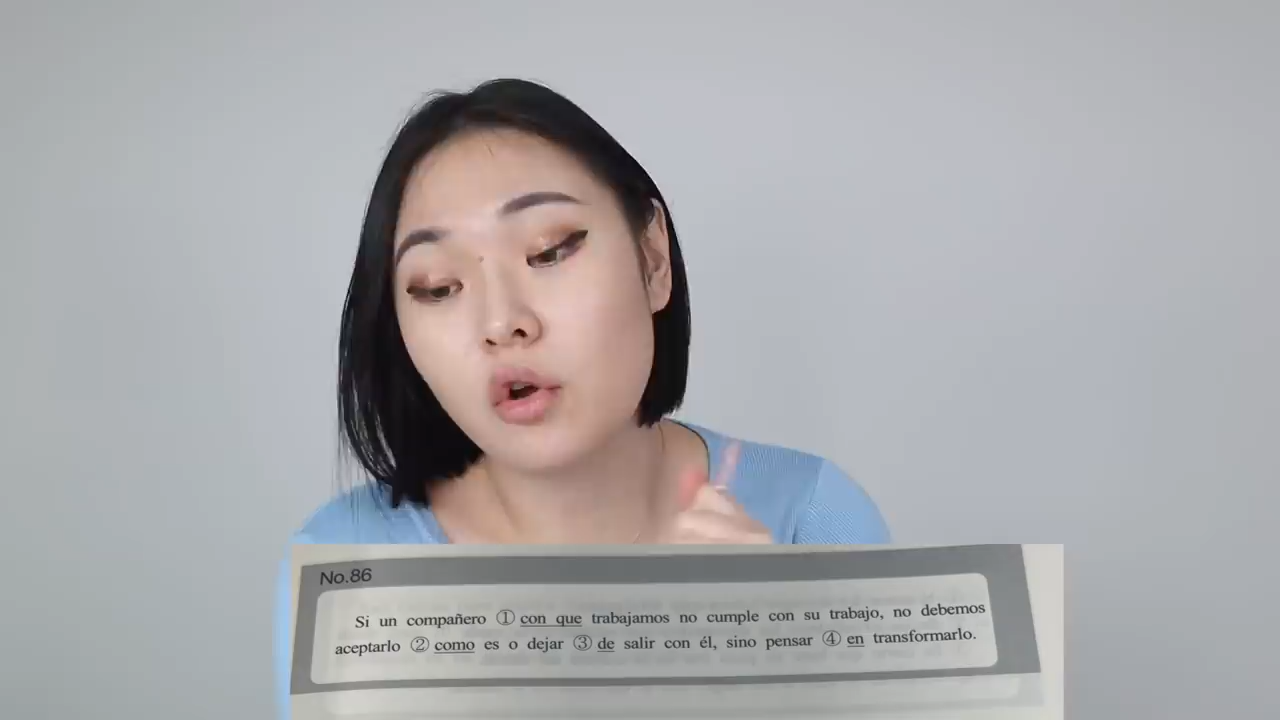 No.86
Si un compañero ① con que trabajamos no cumple con su trabajo, no debemos
aceptarlo ② como es o dejar ③ de salir con él, sino pensar ④ en transformarlo.